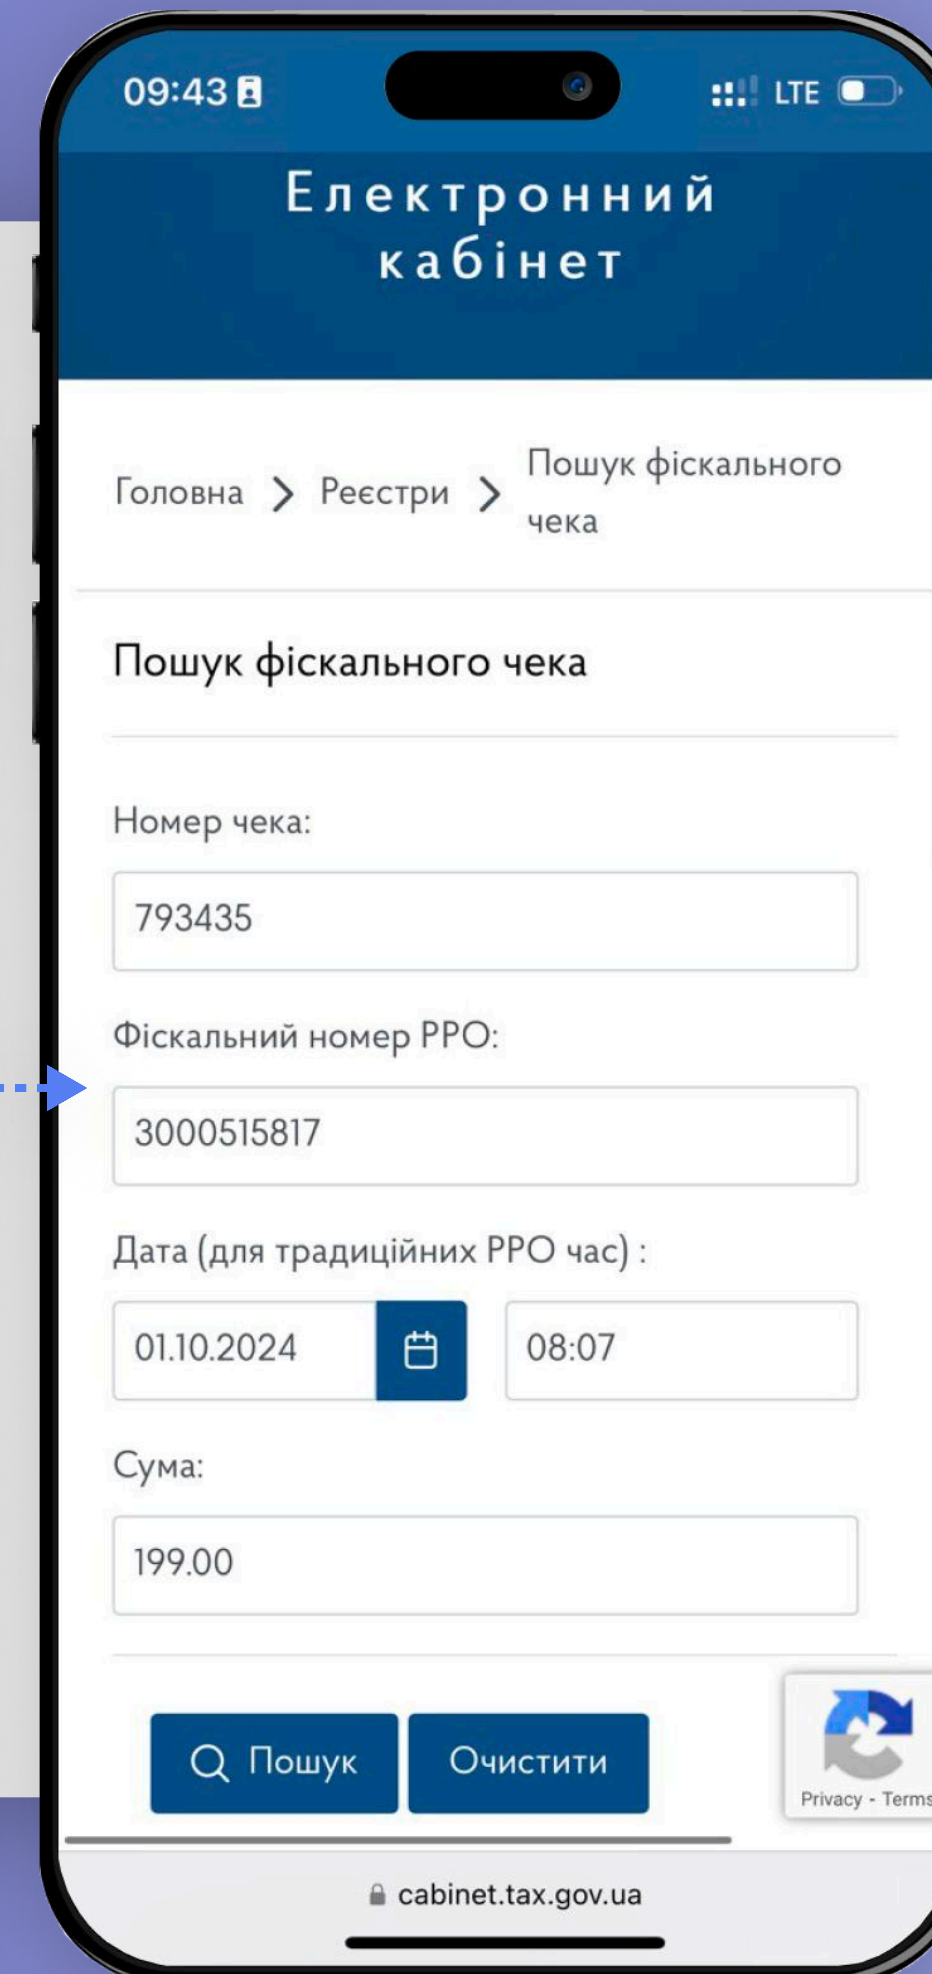 09:43
LTE
Електронний
кабінет
Головна > Реєстри > Пошук фіскального
чека
Пошук фіскального чека
Номер чека:
793435
Фіскальний номер РРО:
3000515817
Дата (для традиційних РРО час) :
01.10.2024 08:07
Сума:
199.00
Пошук Очистити
Privacy - Terms
cabinet.tax.gov.ua